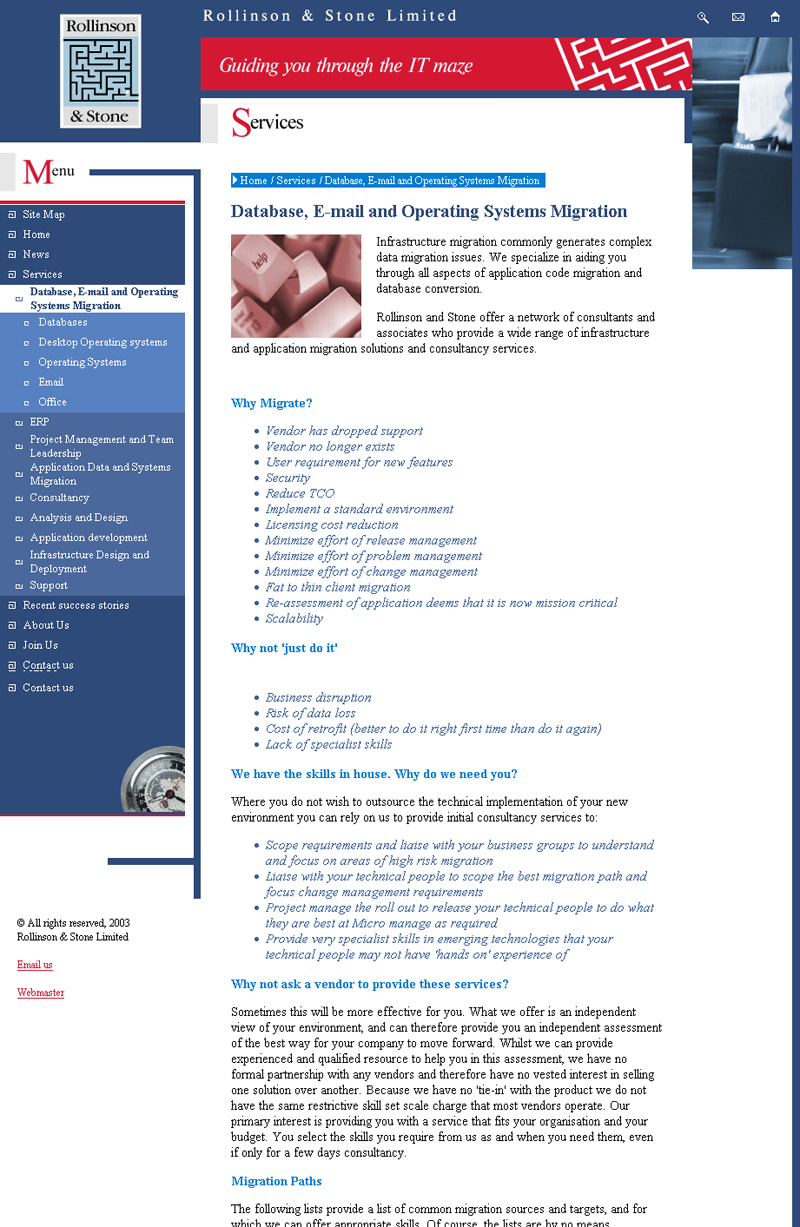 Rollinson & Stone Limited
Rollinson
& Stone
Guiding you through the IT maze
Services
Menu
Site Map
Home
News
Services
Database, E-mail and Operating
Systems Migration
Databases
Desktop Operating systems
Operating Systems
Email
Office
ERP
Project Management and Team
Leadership
Application Data and Systems
Migration
Consultancy
Analysis and Design
Application development
Infrastructure Design and
Deployment
Support
Recent success stories
About Us
Join Us
Contact us
Contact us
© All rights reserved, 2003
Rollinson & Stone Limited
Email us
Webmaster
Home / Services / Database, E-mail and Operating Systems Migration
Database, E-mail and Operating Systems Migration
help
Infrastructure migration commonly generates complex
data migration issues. We specialize in aiding you
through all aspects of application code migration and
database conversion.
Rollinson and Stone offer a network of consultants and
associates who provide a wide range of infrastructure
and application migration solutions and consultancy services.
Why Migrate?
Vendor has dropped support
Vendor no longer exists
User requirement for new features
Security
Reduce TCO
Implement a standard environment
Licensing cost reduction
Minimize effort of release management
Minimize effort of problem management
Minimize effort of change management
Fat to thin client migration
Re-assessment of application deems that it is now mission critical
Scalability
Why not 'just do it'
Business disruption
Risk of data loss
Cost of retrofit (better to do it right first time than do it again)
Lack of specialist skills
We have the skills in house. Why do we need you?
Where you do not wish to outsource the technical implementation of your new
environment you can rely on us to provide initial consultancy services to:
Scope requirements and liaise with your business groups to understand
and focus on areas of high risk migration
Liaise with your technical people to scope the best migration path and
focus change management requirements
Project manage the roll out to release your technical people to do what
they are best at Micro manage as required
Provide very specialist skills in emerging technologies that your
technical people may not have 'hands on' experience of
Why not ask a vendor to provide these services?
Sometimes this will be more effective for you. What we offer is an independent
view of your environment, and can therefore provide you an independent assessment
of the best way for your company to move forward. Whilst we can provide
experienced and qualified resource to help you in this assessment, we have no
formal partnership with any vendors and therefore have no vested interest in selling
one solution over another. Because we have no 'tie-in' with the product we do not
have the same restrictive skill set scale charge that most vendors operate. Our
primary interest is providing you with a service that fits your organisation and your
budget. You select the skills you require from us as and when you need them, even
if only for a few days consultancy.
Migration Paths
The following lists provide a list of common migration sources and targets, and for
which we can offer appropriate skills. Of course, the lists are by no means